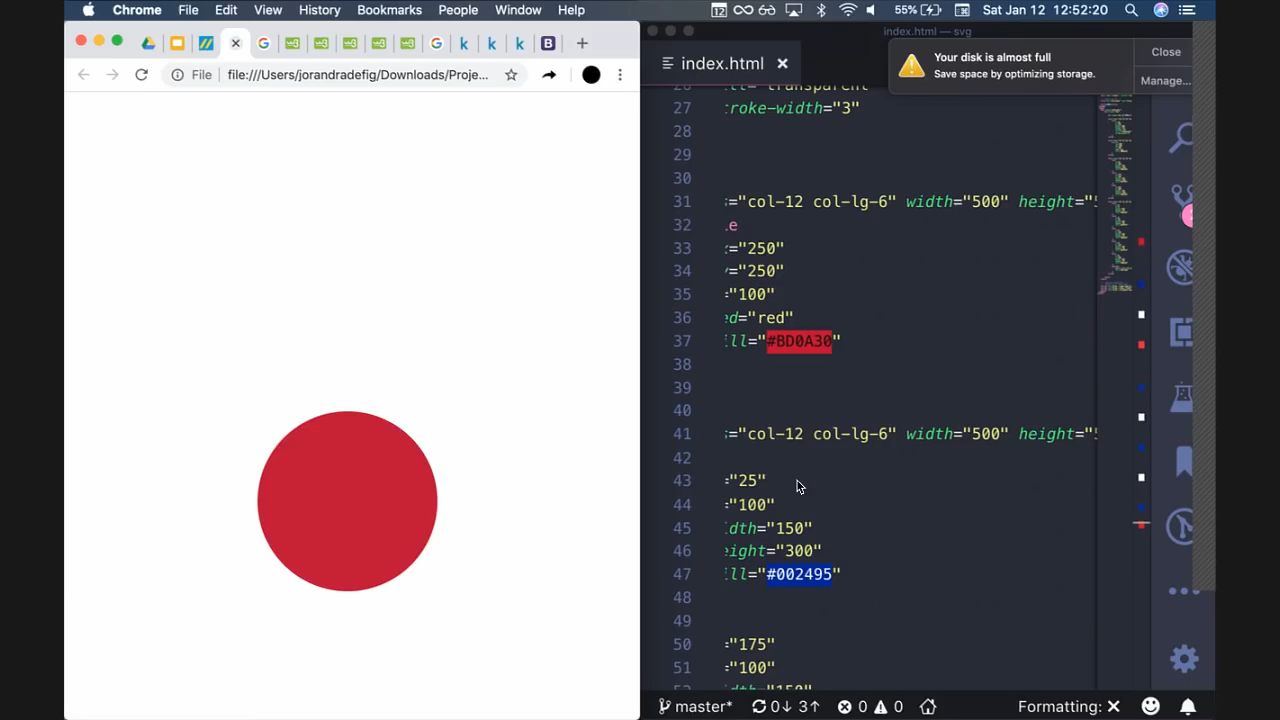 Chrome File Edit View History Bookmarks People Window Help
12 55% Sat Jan 12 12:52:20
index.html — svg
Your disk is almost full
Save space by optimizing storage.
Close
Manage...
File file:///Users/jorandradefig/Downloads/Proje...
index.html
27 roke-width="3"
28
29
30
31 ="col-12 col-lg-6" width="500" height="
32 e
33 ="250"
34 ="250"
35 ="100"
36 ed="red"
37 ll="#BD0A30"
38
39
40
41 ="col-12 col-lg-6" width="500" height="
42
43 ="25"
44 ="100"
45 dth="150"
46 eight="300"
47 ll="#002495"
48
49
50 ="175"
51 ="100"
master* 0↓ 3↑ 0 0 Formatting: ×